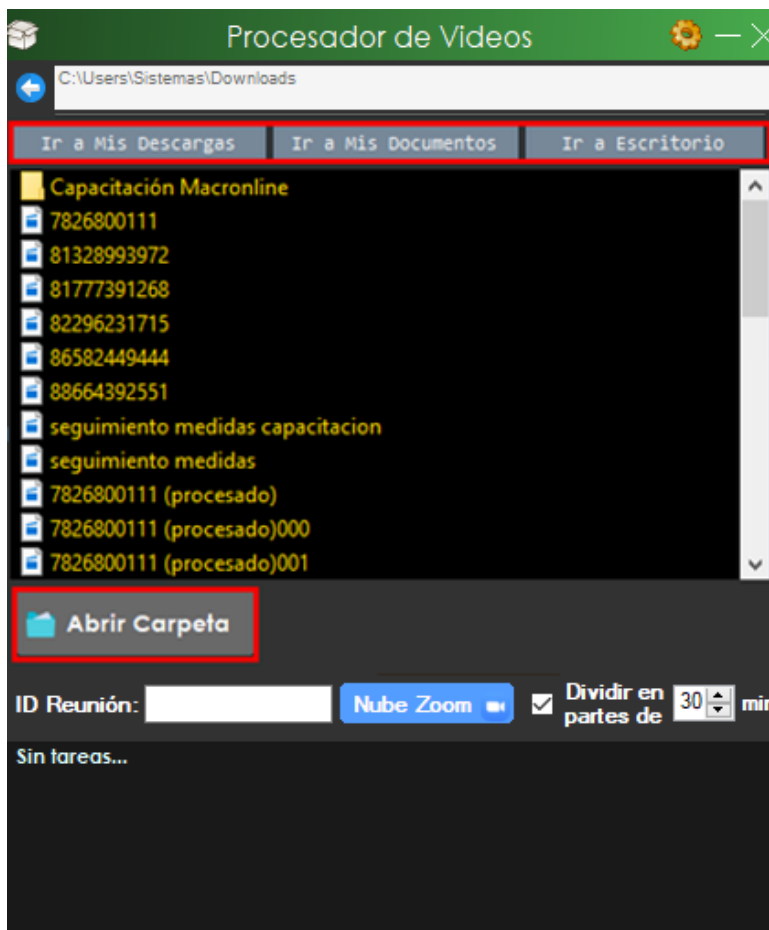 Procesador de Videos
C:\Users\Sistemas\Downloads
Ir a Mis Descargas Ir a Mis Documentos Ir a Escritorio
Capacitación Macronline
7826800111
81328993972
81777391268
82296231715
86582449444
88664392551
seguimiento medidas capacitacion
seguimiento medidas
7826800111 (procesado)
7826800111 (procesado)000
7826800111 (procesado)001
Abrir Carpeta
ID Reunión: Nube Zoom Dividir en partes de 30 min
Sin tareas...